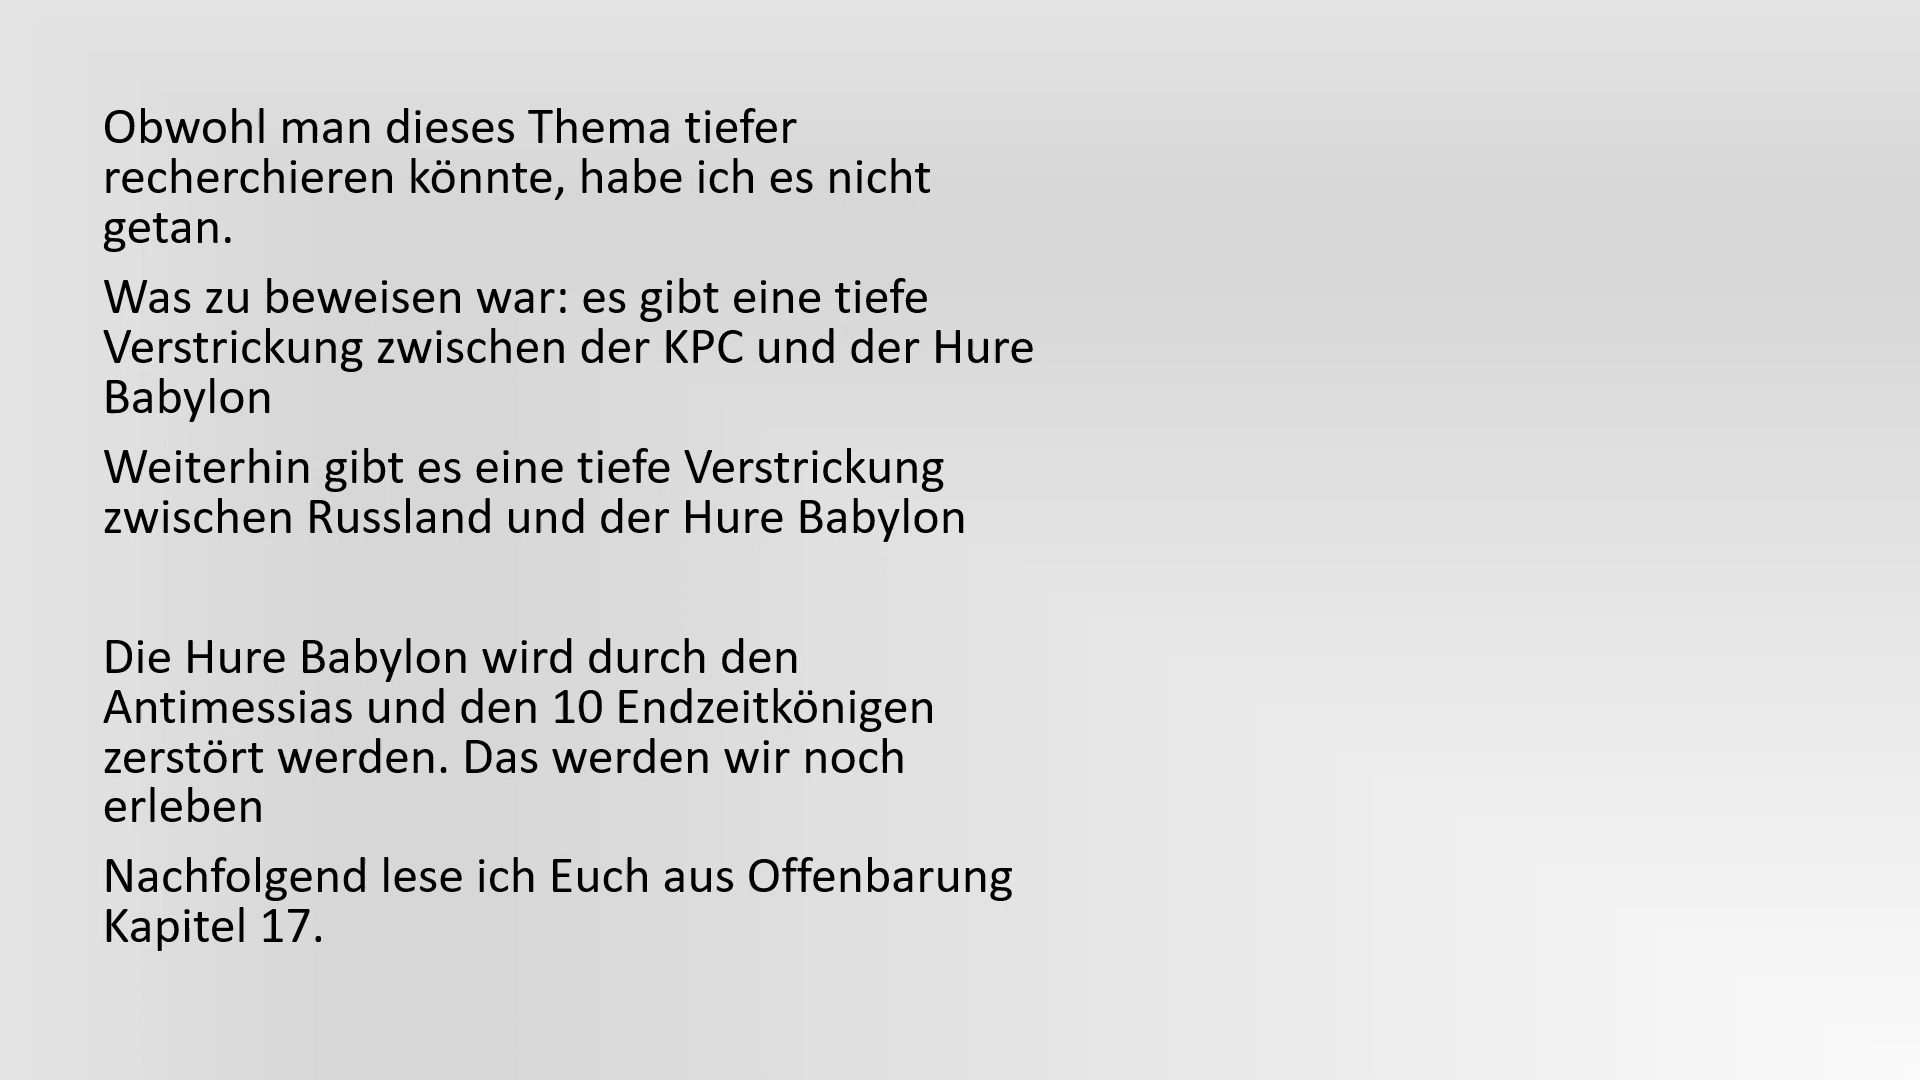 Obwohl man dieses Thema tiefer
recherchieren könnte, habe ich es nicht
getan.
Was zu beweisen war: es gibt eine tiefe
Verstrickung zwischen der KPC und der Hure
Babylon
Weiterhin gibt es eine tiefe Verstrickung
zwischen Russland und der Hure Babylon
Die Hure Babylon wird durch den
Antimessias und den 10 Endzeitkönigen
zerstört werden. Das werden wir noch
erleben
Nachfolgend lese ich Euch aus Offenbarung
Kapitel 17.